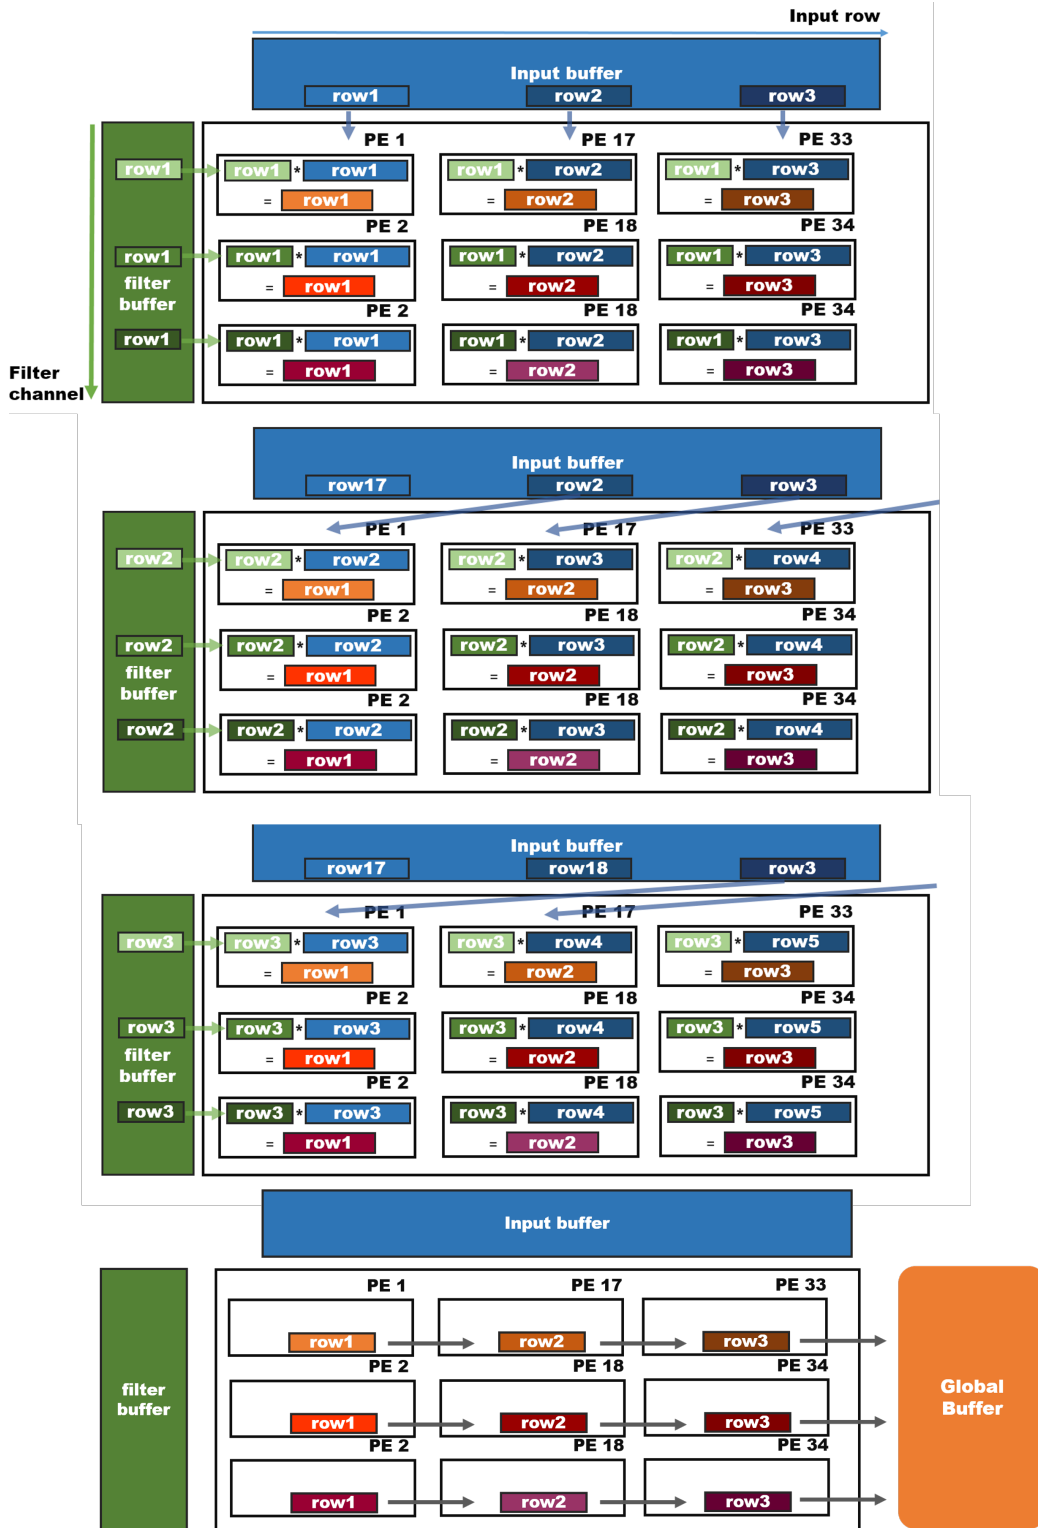 Input row
Input buffer
row1 row2 row3
PE 1 PE 17 PE 33
row1 row1 * row1 row1 * row2 row1 * row3
= row1 = row2 = row3
PE 2 PE 18 PE 34
row1 row1 * row1 row1 * row2 row1 * row3
filter
buffer
= row1 = row2 = row3
PE 2 PE 18 PE 34
row1 row1 * row1 row1 * row2 row1 * row3
= row1 = row2 = row3
Filter
channel
Input buffer
row17 row2 row3
PE 1 PE 17 PE 33
row2 row2 * row2 row2 * row3 row2 * row4
= row1 = row2 = row3
PE 2 PE 18 PE 34
row2 row2 * row2 row2 * row3 row2 * row4
filter
buffer
= row1 = row2 = row3
PE 2 PE 18 PE 34
row2 row2 * row2 row2 * row3 row2 * row4
= row1 = row2 = row3
Input buffer
row17 row18 row3
PE 1 PE 17 PE 33
row3 row3 * row3 row3 * row4 row3 * row5
= row1 = row2 = row3
PE 2 PE 18 PE 34
row3 row3 * row3 row3 * row4 row3 * row5
filter
buffer
= row1 = row2 = row3
PE 2 PE 18 PE 34
row3 row3 * row3 row3 * row4 row3 * row5
= row1 = row2 = row3
Input buffer
PE 1 PE 17 PE 33
row1 row2 row3
PE 2 PE 18 PE 34
filter
buffer
row1 row2 row3
Global
Buffer
PE 2 PE 18 PE 34
row1 row2 row3